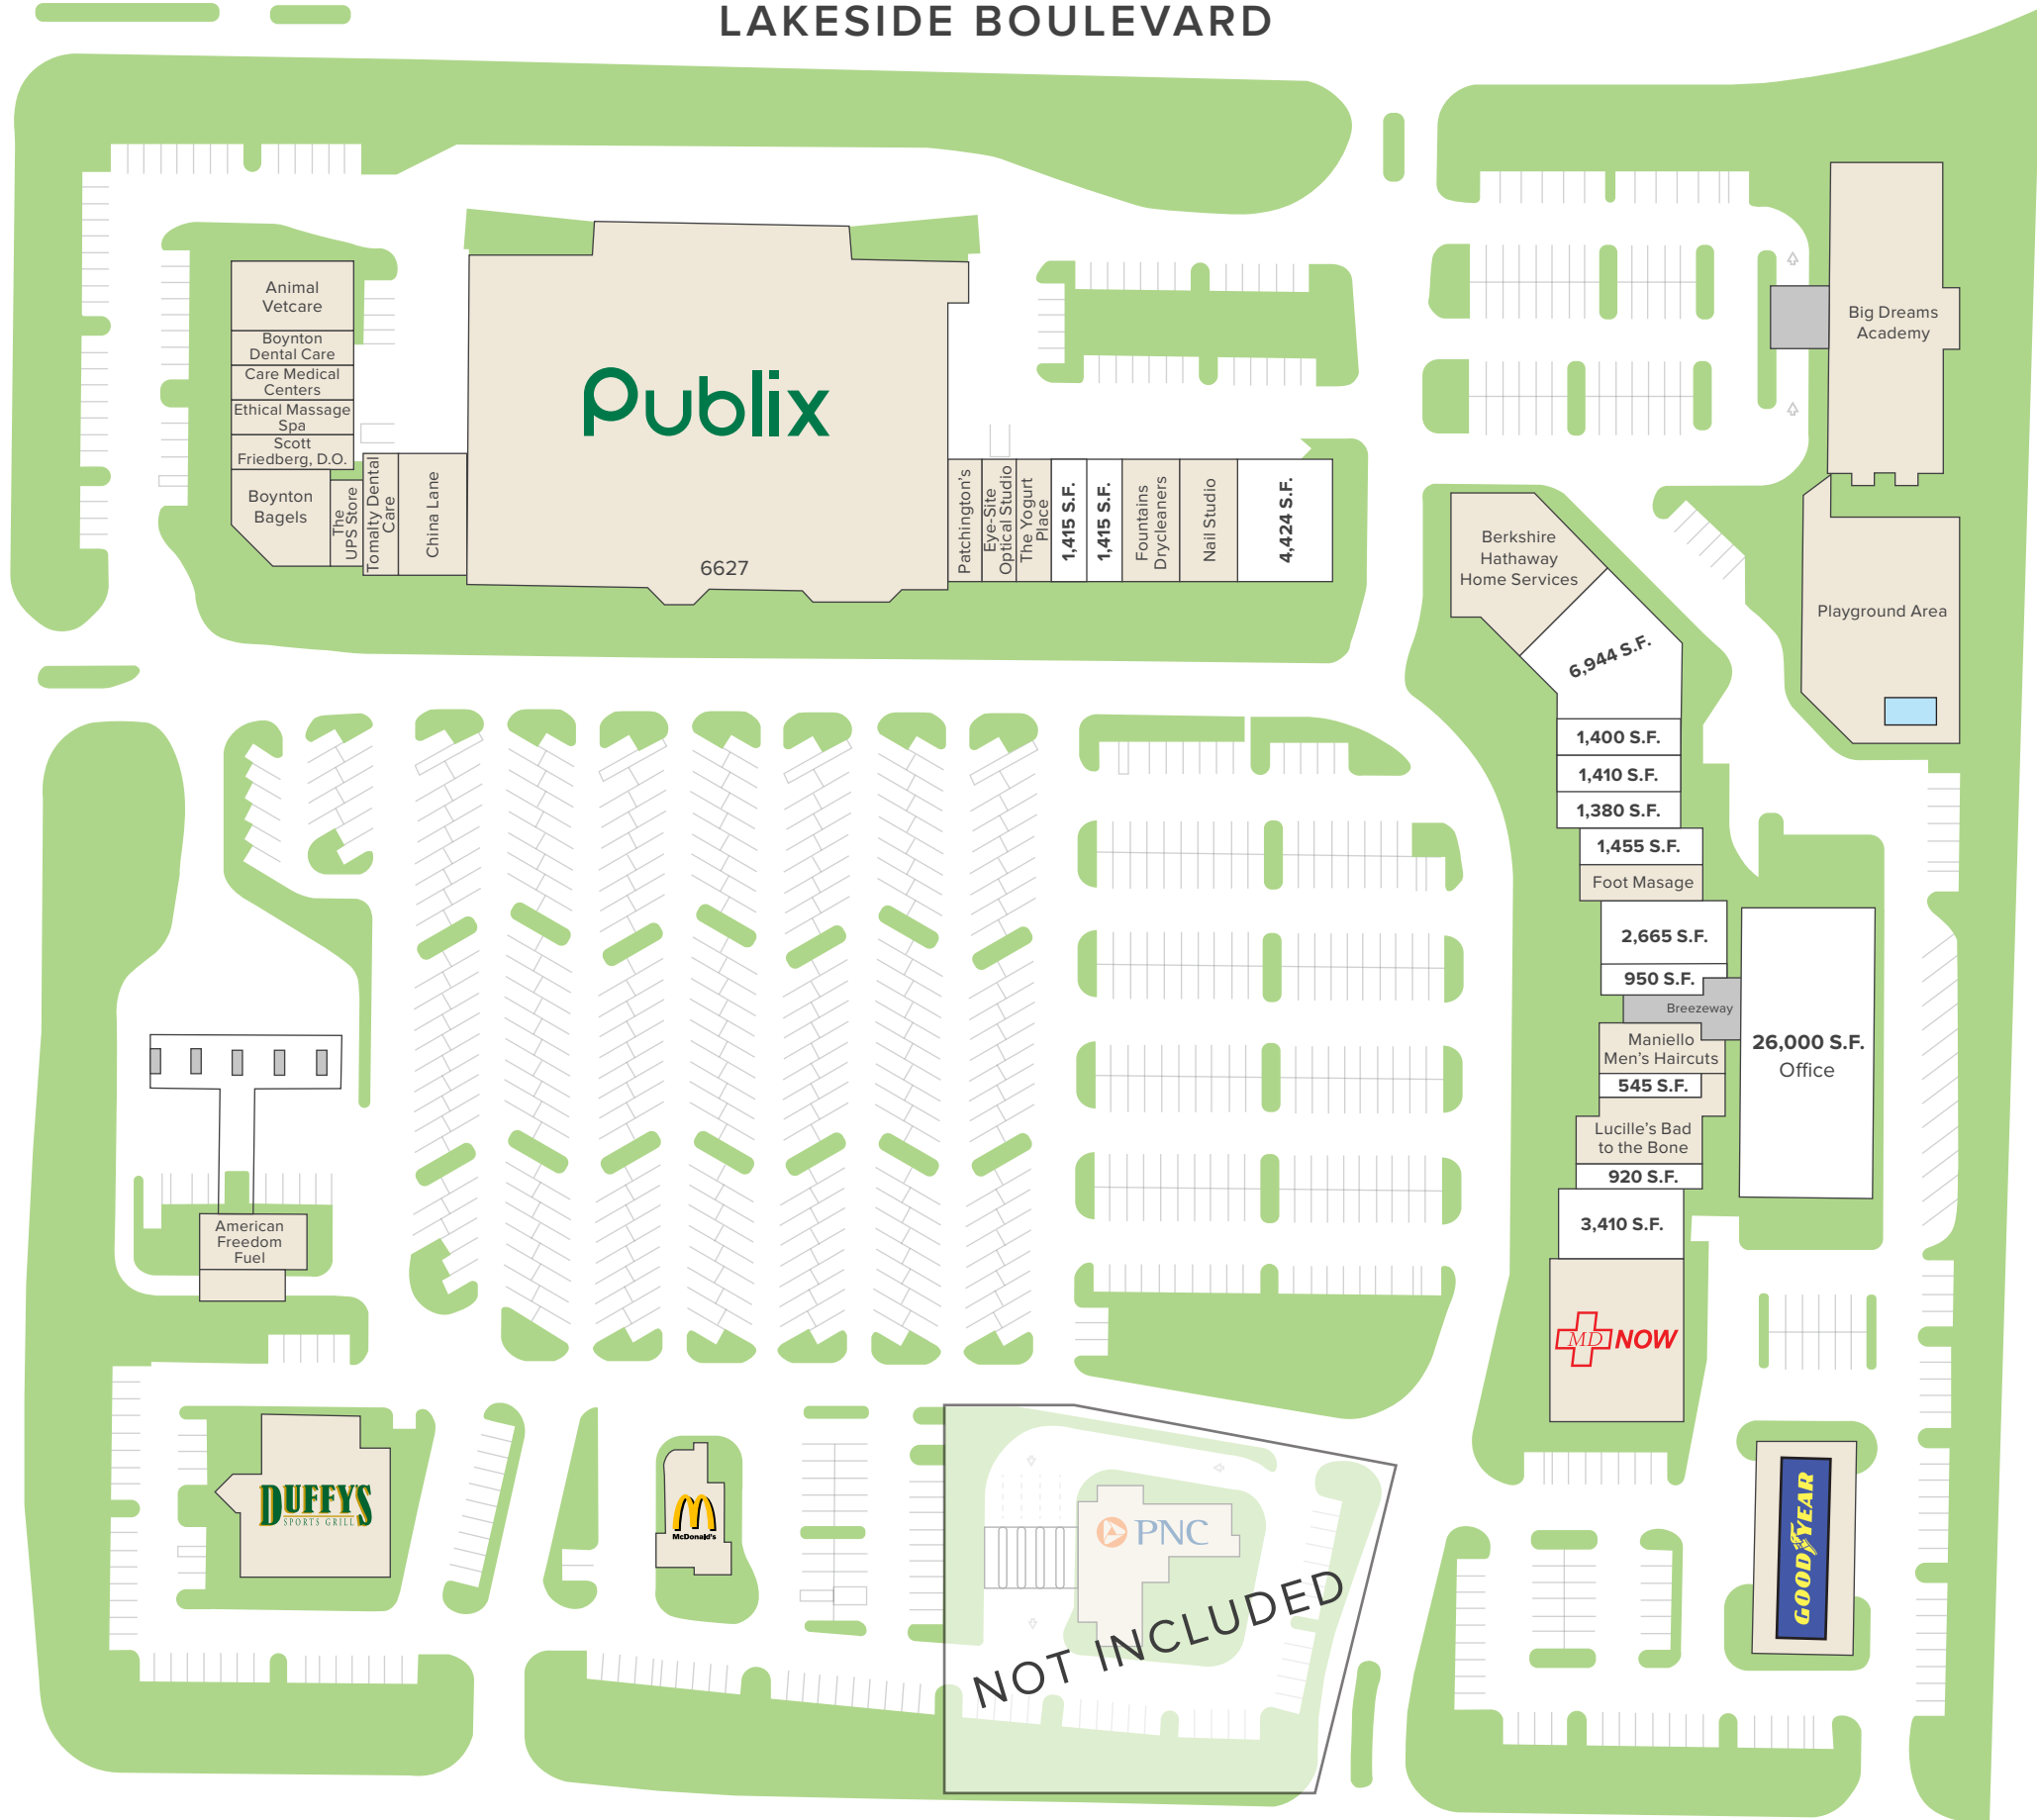 LAKESIDE BOULEVARD
Animal
Vetcare
Boynton
Dental Care
Care Medical
Centers
Ethical Massage
Spa
Scott
Friedberg, D.O.
Boynton
Bagels
The
UPS Store
Tomalty Dental
Care
China Lane
Publix
6627
Patchington's
Eye-Site
Optical Studio
The Yogurt
Place
1,415 S.F.
1,415 S.F.
Fountains
Drycleaners
Nail Studio
4,424 S.F.
Big Dreams
Academy
Playground Area
Berkshire
Hathaway
Home Services
6,944 S.F.
1,400 S.F.
1,410 S.F.
1,380 S.F.
1,455 S.F.
Foot Masage
2,665 S.F.
950 S.F.
Breezeway
Maniello
Men's Haircuts
545 S.F.
Lucille's Bad
to the Bone
920 S.F.
3,410 S.F.
26,000 S.F.
Office
MD NOW
American
Freedom
Fuel
DUFFY'S
SPORTS GRILL
McDonald's
PNC
NOT INCLUDED
GOODYEAR